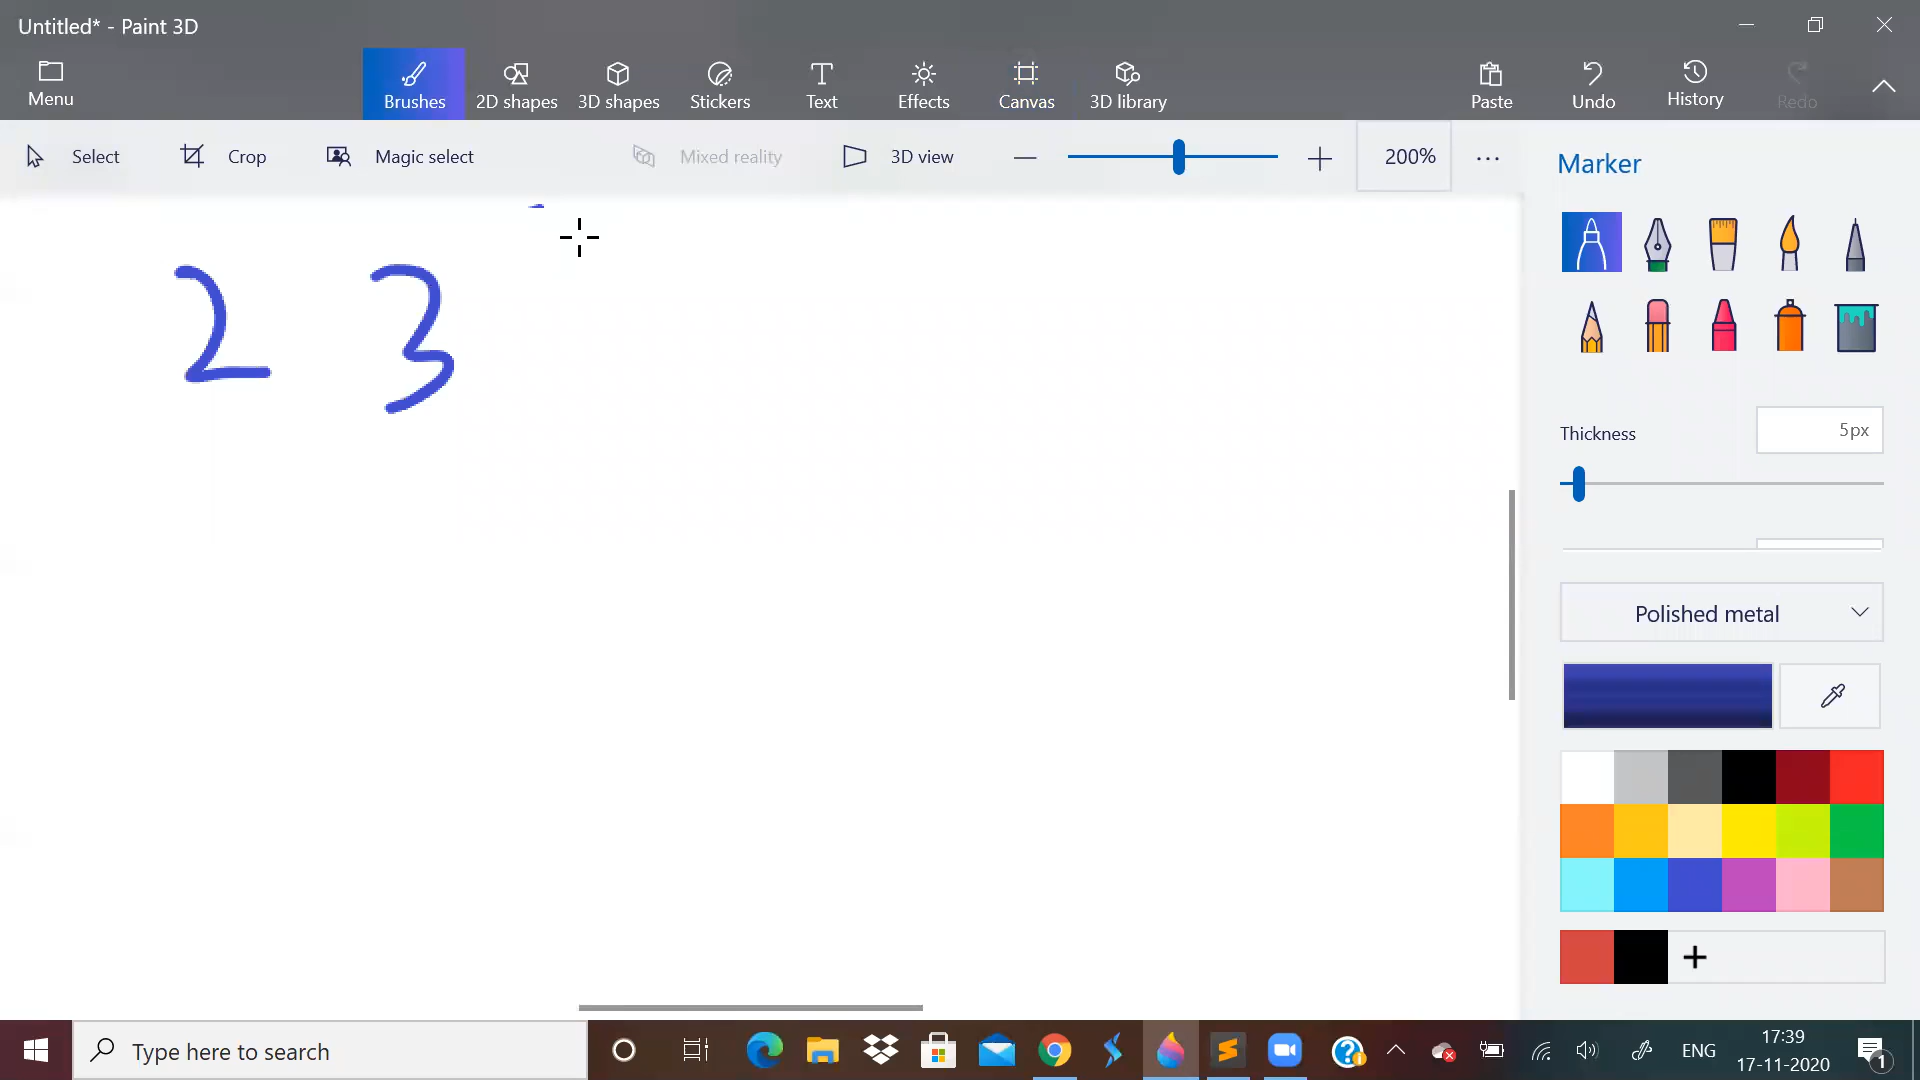 Untitled* - Paint 3D
Menu
Brushes
2D shapes
3D shapes
Stickers
Text
Effects
Canvas
3D library
Paste
Undo
History
Redo
Select
Crop
Magic select
Mixed reality
3D view
200%
Marker
2 3
Thickness
5px
Polished metal
Type here to search
ENG
17:39
17-11-2020
1